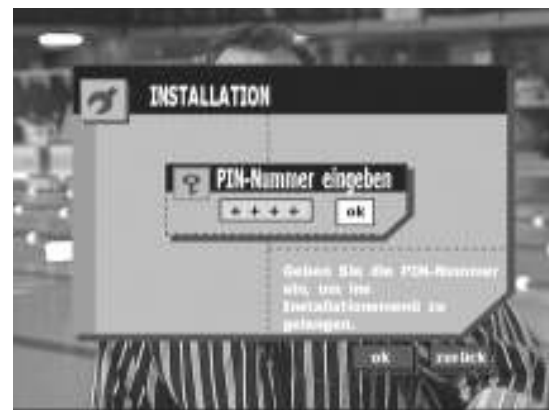 INSTALLATION
PIN-Nummer eingeben
++++ ok
Geben Sie die PIN-Nummer
ein, um ins
Installationsmenü zu
gelangen.
ok zurück